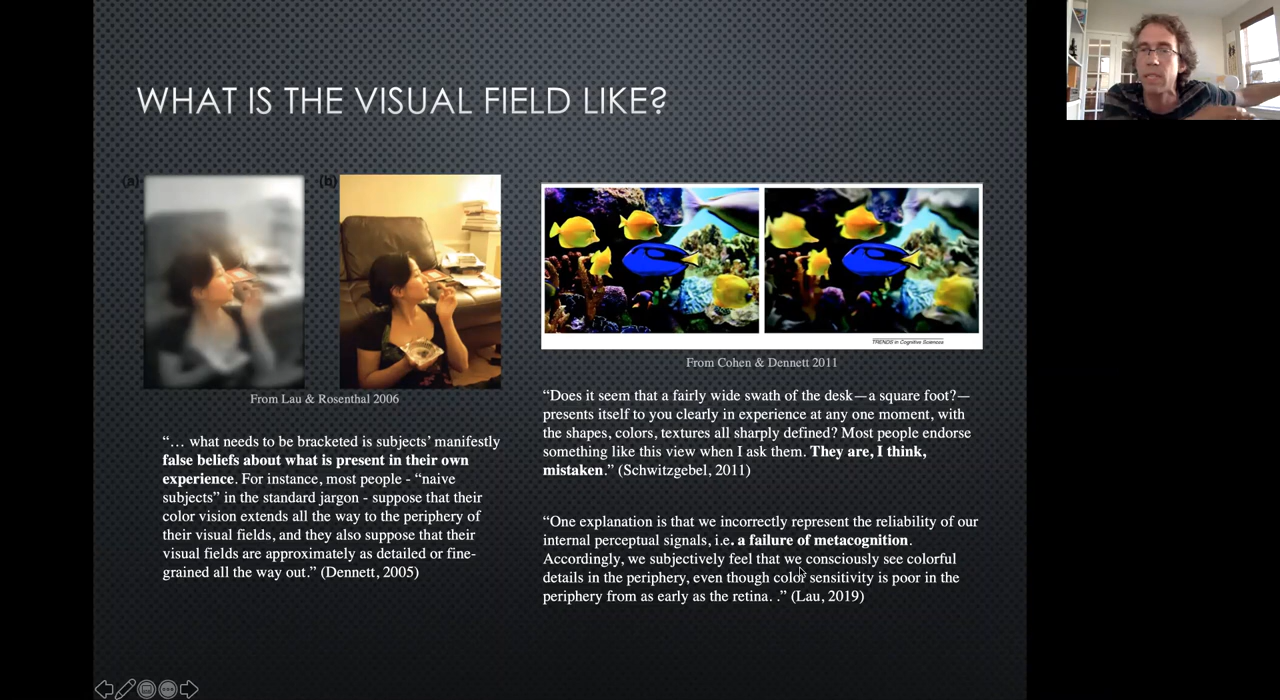 WHAT IS THE VISUAL FIELD LIKE?
(a)
(b)
From Lau & Rosenthal 2006
“… what needs to be bracketed is subjects’ manifestly
false beliefs about what is present in their own
experience. For instance, most people - “naive
subjects” in the standard jargon - suppose that their
color vision extends all the way to the periphery of
their visual fields, and they also suppose that their
visual fields are approximately as detailed or fine-
grained all the way out.” (Dennett, 2005)
TRENDS in Cognitive Sciences
From Cohen & Dennett 2011
“Does it seem that a fairly wide swath of the desk—a square foot?—
presents itself to you clearly in experience at any one moment, with
the shapes, colors, textures all sharply defined? Most people endorse
something like this view when I ask them. They are, I think,
mistaken.” (Schwitzgebel, 2011)
“One explanation is that we incorrectly represent the reliability of our
internal perceptual signals, i.e. a failure of metacognition.
Accordingly, we subjectively feel that we consciously see colorful
details in the periphery, even though color sensitivity is poor in the
periphery from as early as the retina. .” (Lau, 2019)